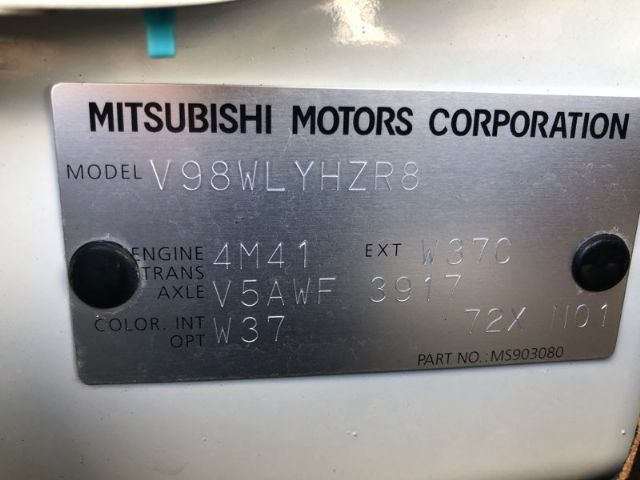 MITSUBISHI MOTORS CORPORATION
MODEL V98WLYHZR8
ENGINE 4M41 EXT W37C
TRANS
AXLE V5AWF 3917
COLOR. INT W37 72X N01
OPT
PART NO.: MS903080